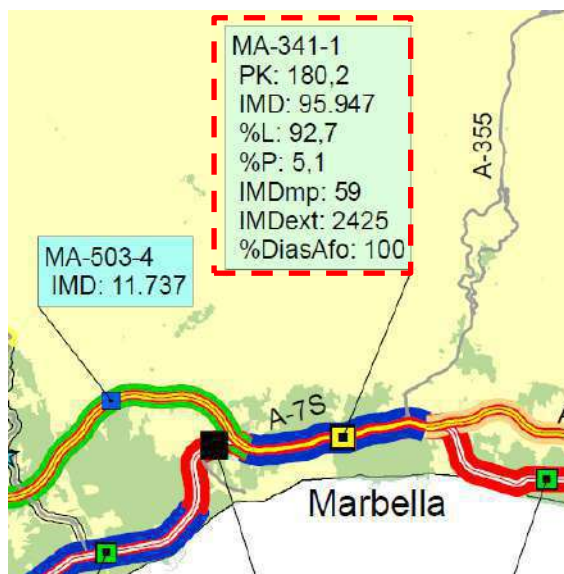 MA-341-1
PK: 180,2
IMD: 95.947
%L: 92,7
%P: 5,1
IMDmp: 59
IMDext: 2425
%DiasAfo: 100
A-355
MA-503-4
IMD: 11.737
A-7S
Marbella